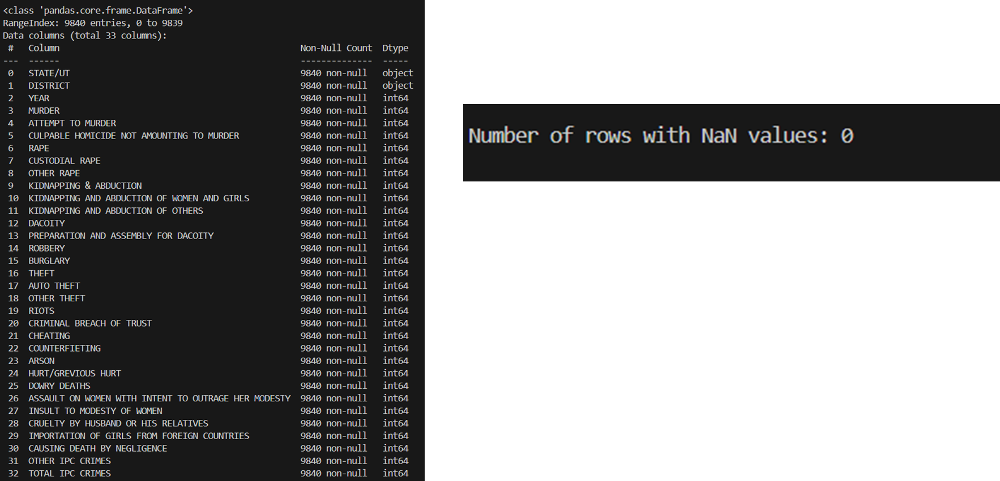 <class 'pandas.core.frame.DataFrame'>
RangeIndex: 9840 entries, 0 to 9839
Data columns (total 33 columns):
#   Column   Non-Null Count   Dtype
---   ------   --------------   -----
0   STATE/UT   9840 non-null   object
1   DISTRICT   9840 non-null   object
2   YEAR   9840 non-null   int64
3   MURDER   9840 non-null   int64
4   ATTEMPT TO MURDER   9840 non-null   int64
5   CULPABLE HOMICIDE NOT AMOUNTING TO MURDER   9840 non-null   int64
6   RAPE   9840 non-null   int64
7   CUSTODIAL RAPE   9840 non-null   int64
8   OTHER RAPE   9840 non-null   int64
9   KIDNAPPING & ABDUCTION   9840 non-null   int64
10   KIDNAPPING AND ABDUCTION OF WOMEN AND GIRLS   9840 non-null   int64
11   KIDNAPPING AND ABDUCTION OF OTHERS   9840 non-null   int64
12   DACOITY   9840 non-null   int64
13   PREPARATION AND ASSEMBLY FOR DACOITY   9840 non-null   int64
14   ROBBERY   9840 non-null   int64
15   BURGLARY   9840 non-null   int64
16   THEFT   9840 non-null   int64
17   AUTO THEFT   9840 non-null   int64
18   OTHER THEFT   9840 non-null   int64
19   RIOTS   9840 non-null   int64
20   CRIMINAL BREACH OF TRUST   9840 non-null   int64
21   CHEATING   9840 non-null   int64
22   COUNTERFIETING   9840 non-null   int64
23   ARSON   9840 non-null   int64
24   HURT/GREVIOUS HURT   9840 non-null   int64
25   DOWRY DEATHS   9840 non-null   int64
26   ASSAULT ON WOMEN WITH INTENT TO OUTRAGE HER MODESTY   9840 non-null   int64
27   INSULT TO MODESTY OF WOMEN   9840 non-null   int64
28   CRUELTY BY HUSBAND OR HIS RELATIVES   9840 non-null   int64
29   IMPORTATION OF GIRLS FROM FOREIGN COUNTRIES   9840 non-null   int64
30   CAUSING DEATH BY NEGLIGENCE   9840 non-null   int64
31   OTHER IPC CRIMES   9840 non-null   int64
32   TOTAL IPC CRIMES   9840 non-null   int64
Number of rows with NaN values: 0